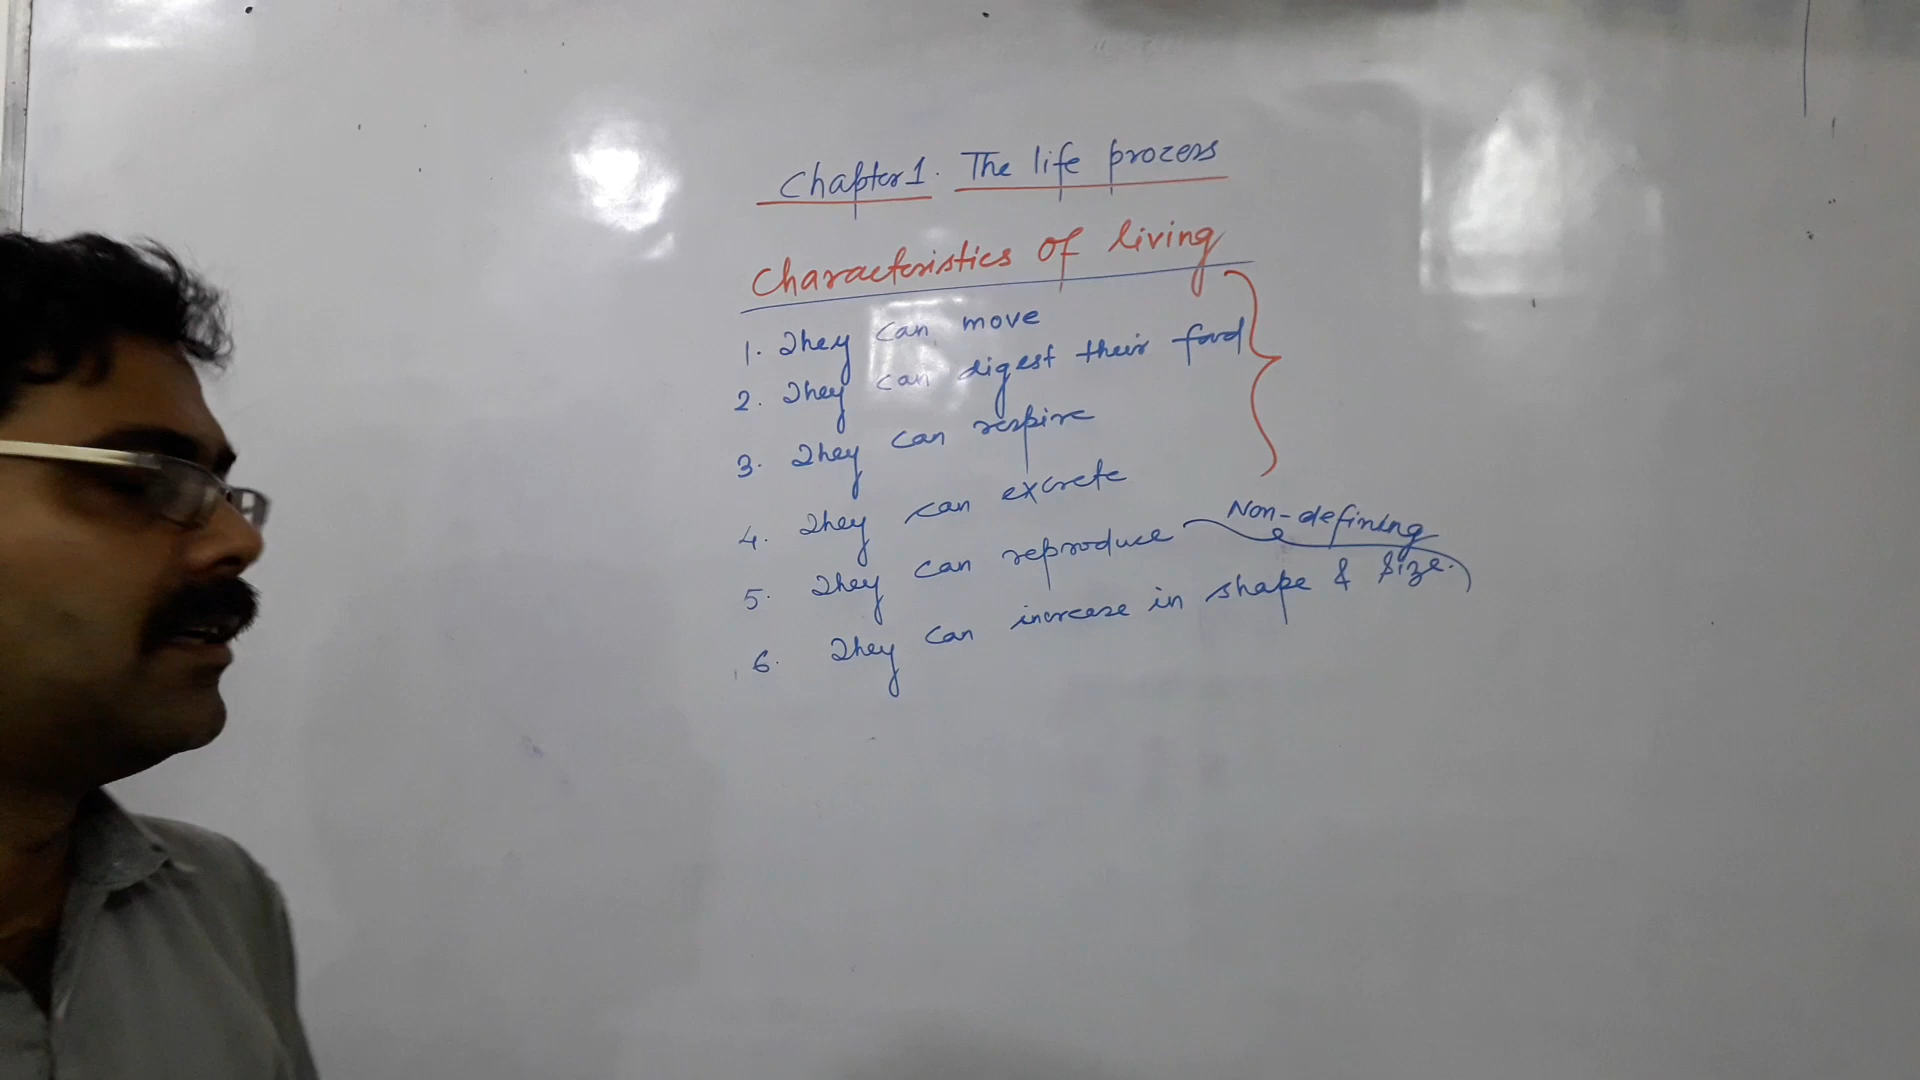 Chapter 1. The life process
Characteristics of living
1. They can move
2. They can digest their food
3. They can respire
4. They can excrete
5. They can reproduce Non-defining
6. They can increase in shape & size.